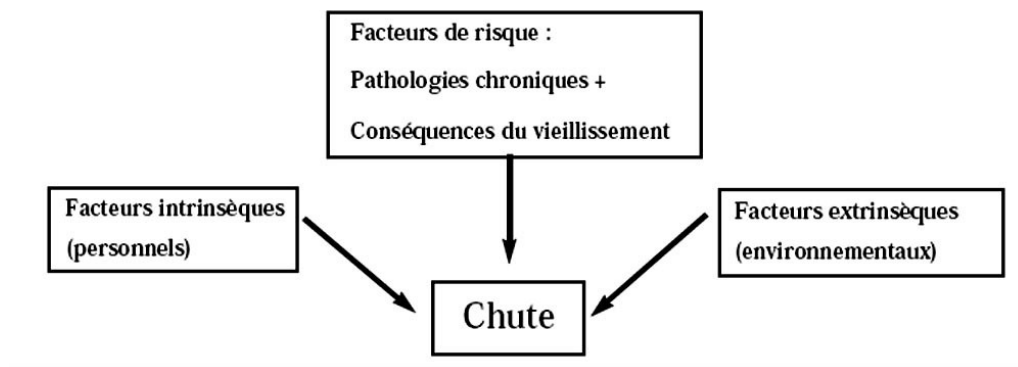 Facteurs de risque :
Pathologies chroniques +
Conséquences du vieillissement
Facteurs intrinsèques
(personnels)
Facteurs extrinsèques
(environnementaux)
Chute